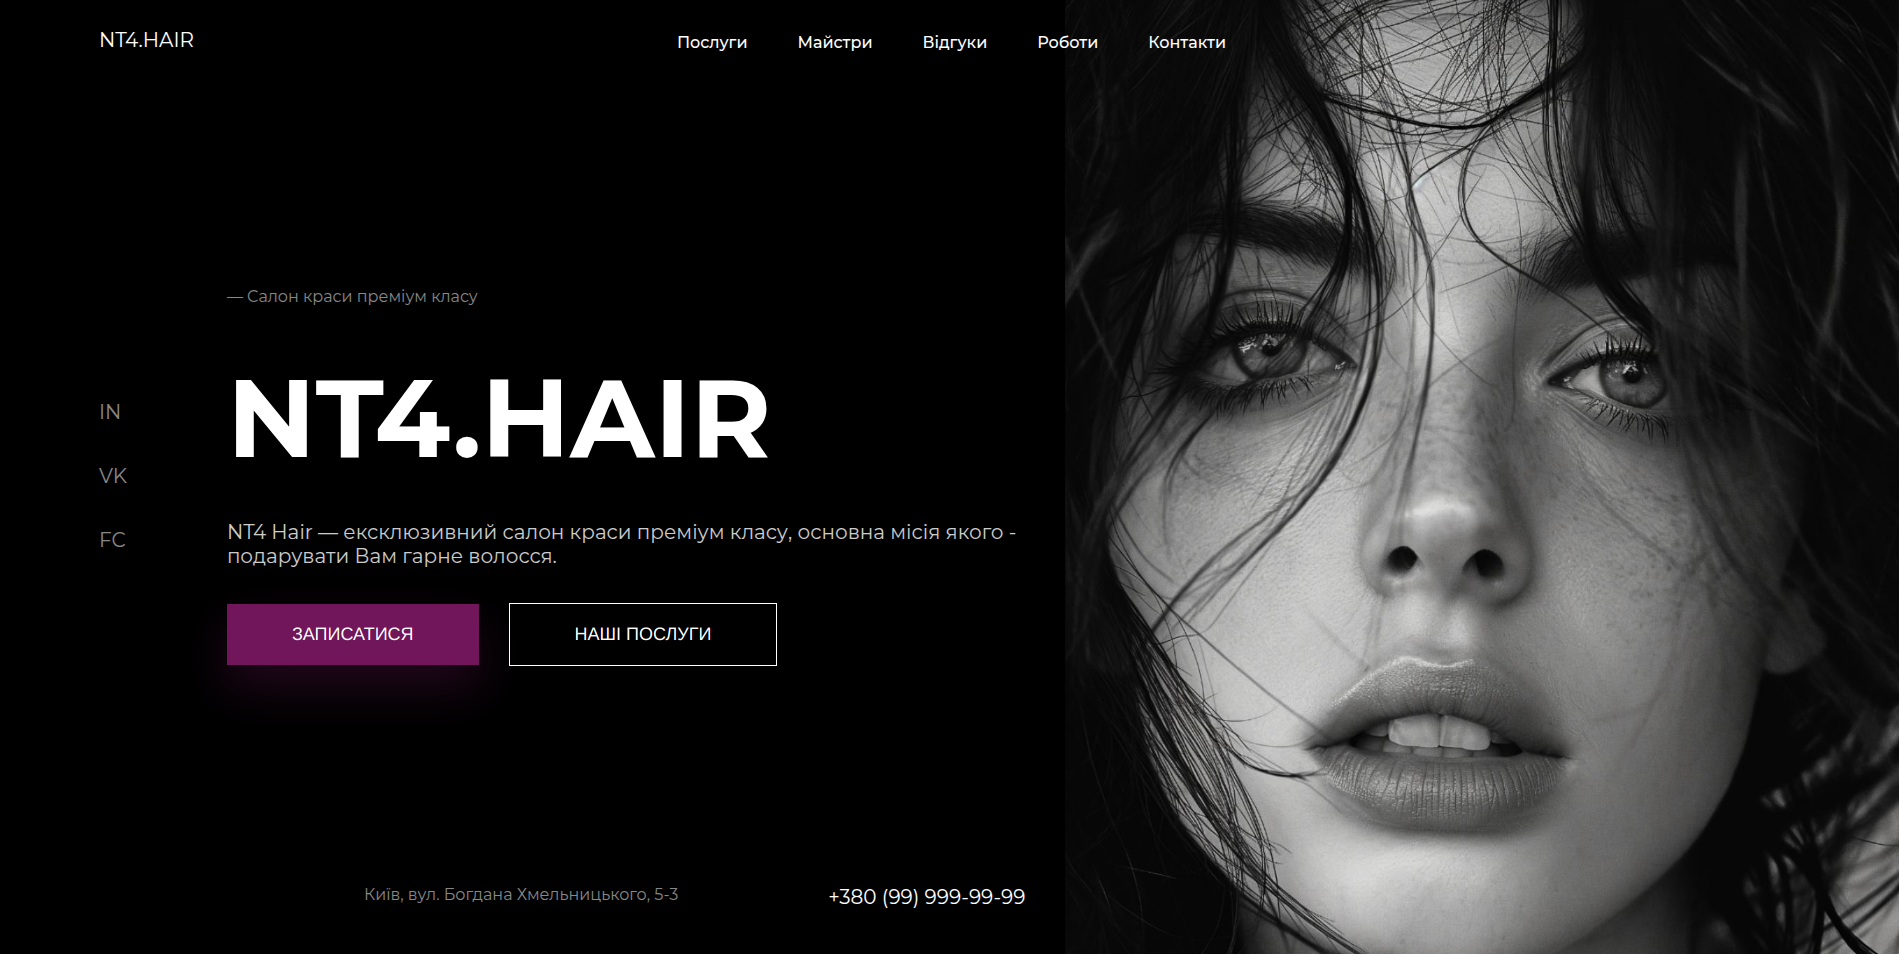 NT4.HAIR
Послуги Майстри Відгуки Роботи Контакти
— Салон краси преміум класу
NT4.HAIR
IN
VK
FC
NT4 Hair — ексклюзивний салон краси преміум класу, основна місія якого -
подарувати Вам гарне волосся.
ЗАПИСАТИСЯ
НАШІ ПОСЛУГИ
Київ, вул. Богдана Хмельницького, 5-3
+380 (99) 999-99-99